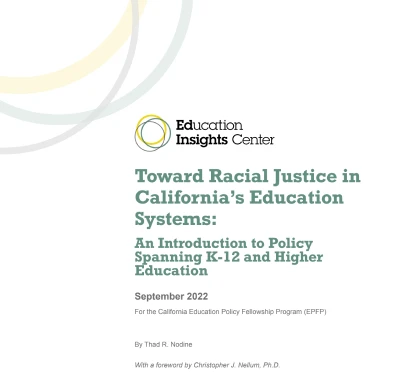 Education
Insights Center
Toward Racial Justice in
California's Education
Systems:
An Introduction to Policy
Spanning K-12 and Higher
Education
September 2022
For the California Education Policy Fellowship Program (EPFP)
By Thad R. Nodine
With a foreword by Christopher J. Nellum, Ph.D.